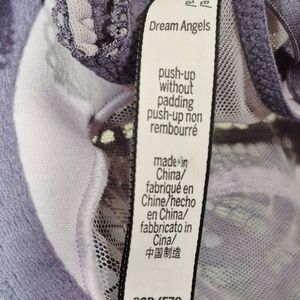 Dream Angels
push-up
without
padding
push-up non
rembourré
made in
China/
fabriqué en
Chine/hecho
en China/
fabbricato in
Cina/
中国制造